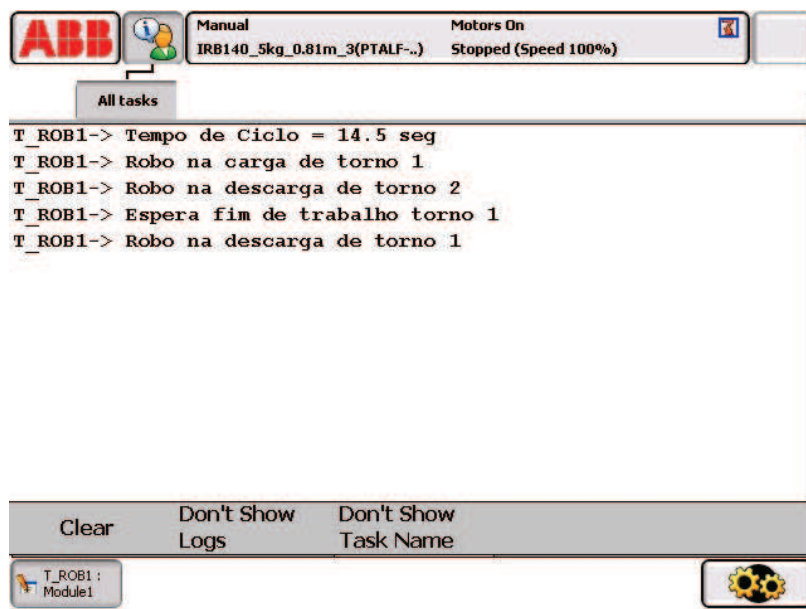 ABB
Manual
Motors On
IRB140_5kg_0.81m_3(PTALF-..)
Stopped (Speed 100%)
All tasks
T_ROB1-> Tempo de Ciclo = 14.5 seg
T_ROB1-> Robo na carga de torno 1
T_ROB1-> Robo na descarga de torno 2
T_ROB1-> Espera fim de trabalho torno 1
T_ROB1-> Robo na descarga de torno 1
Clear
Don't Show
Logs
Don't Show
Task Name
T_ROB1 :
Module1